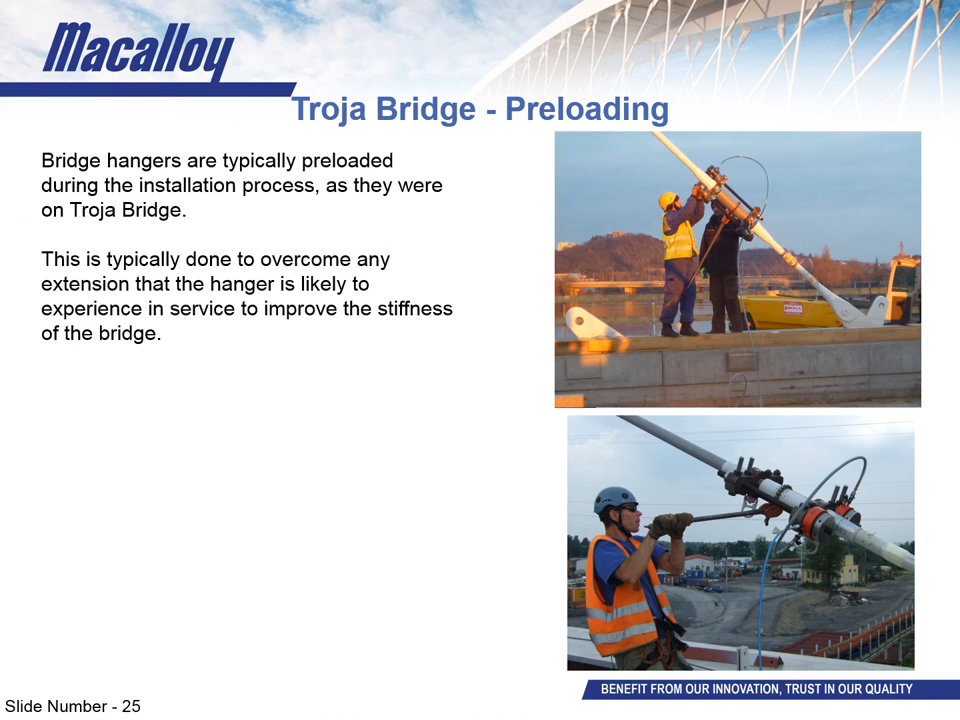 Macalloy
Troja Bridge - Preloading
Bridge hangers are typically preloaded
during the installation process, as they were
on Troja Bridge.
This is typically done to overcome any
extension that the hanger is likely to
experience in service to improve the stiffness
of the bridge.
BENEFIT FROM OUR INNOVATION, TRUST IN OUR QUALITY
Slide Number - 25